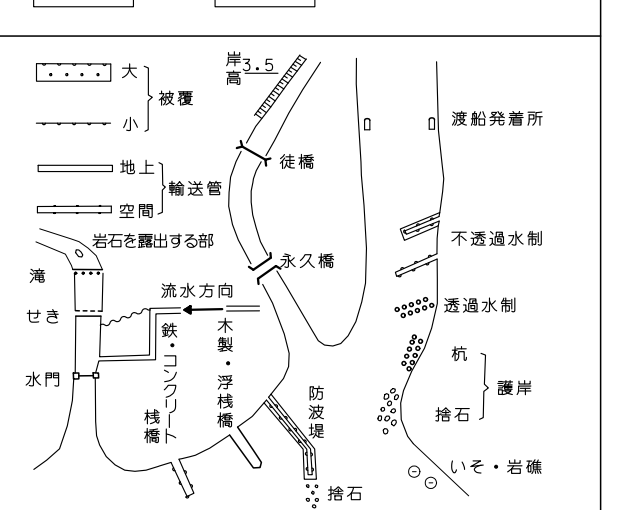 岸高3.5
大
小
被覆
地上
空間
輸送管
岩石を露出する部
滝
せき
水門
流水方向
鉄・コンクリート
桟橋
木製・浮桟橋
徒橋
永久橋
防波堤
捨石
渡船発着所
不透過水制
透過水制
杭
捨石
護岸
いそ・岩礁